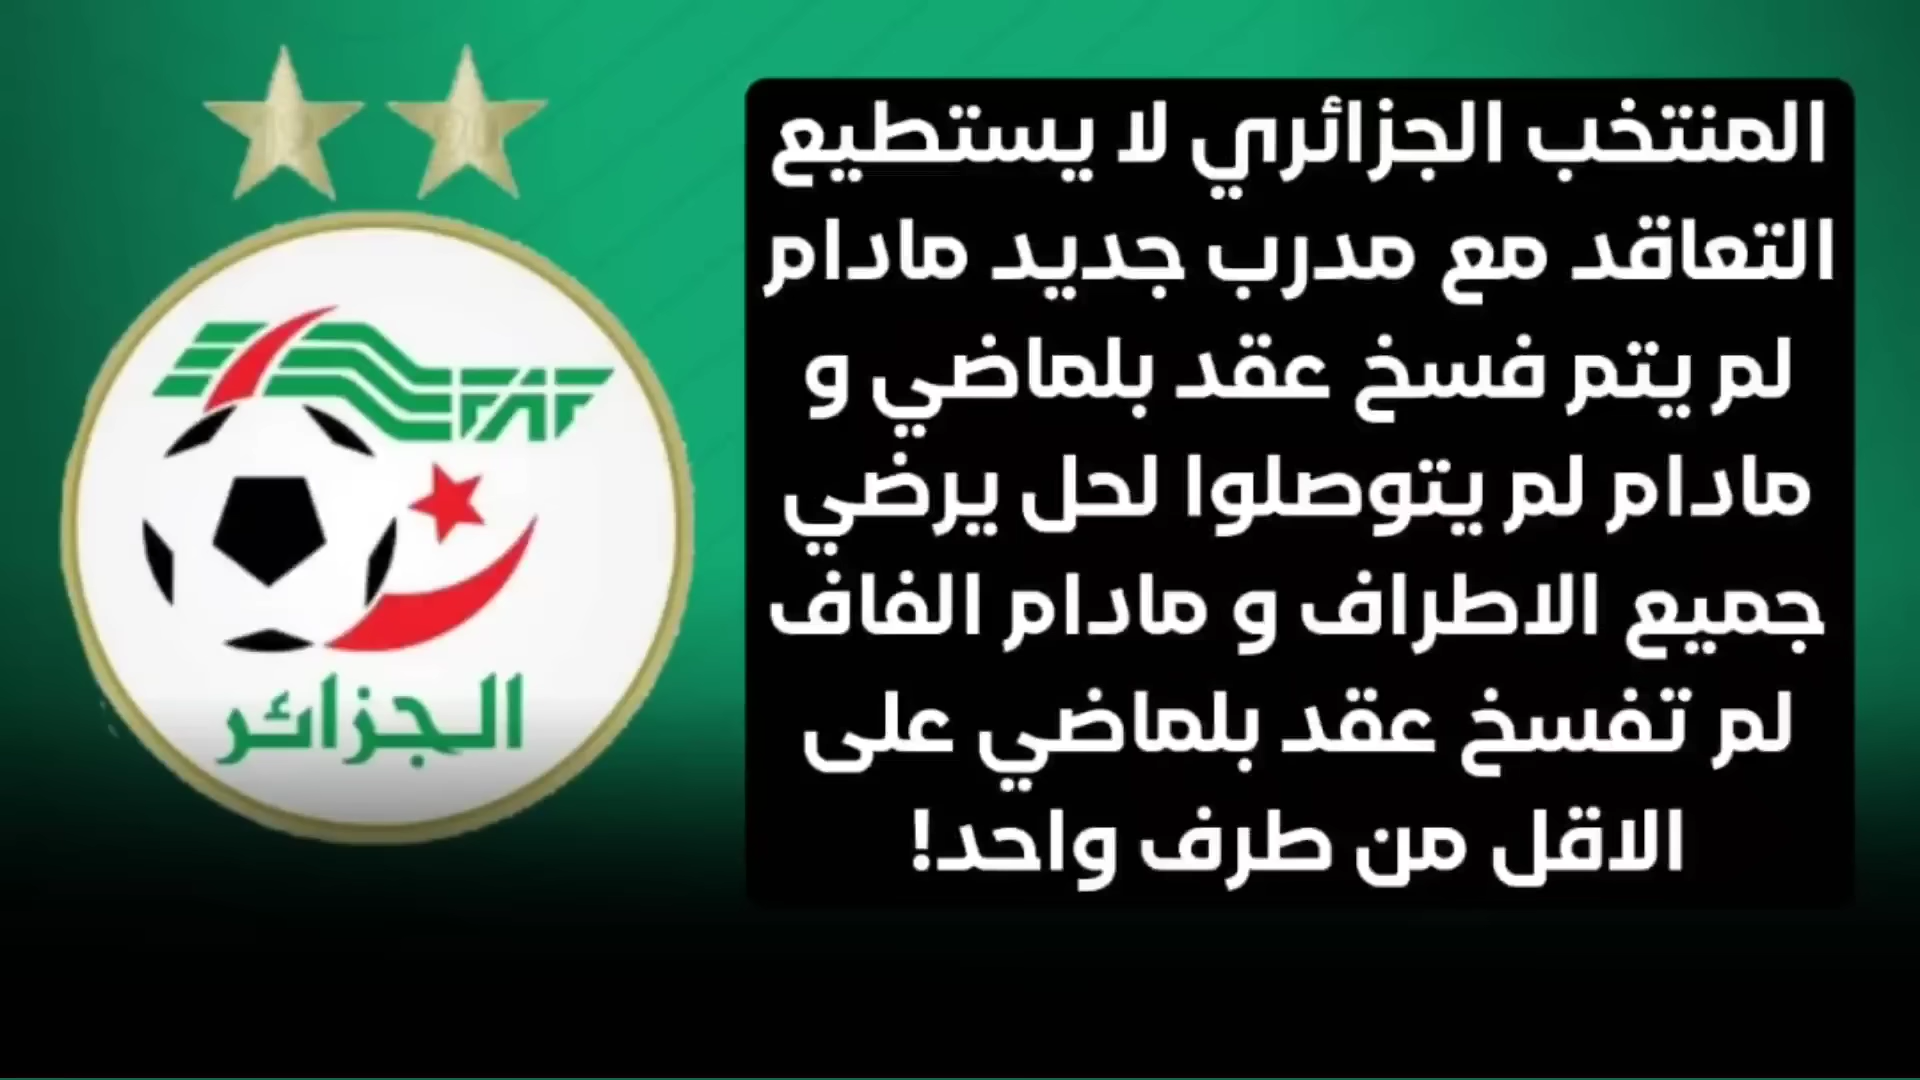 FAF
الجزائر
المنتخب الجزائري لا يستطيع
التعاقد مع مدرب جديد مادام
لم يتم فسخ عقد بلماضي و
مادام لم يتوصلوا لحل يرضي
جميع الاطراف و مادام الفاف
لم تفسخ عقد بلماضي على
الاقل من طرف واحد!